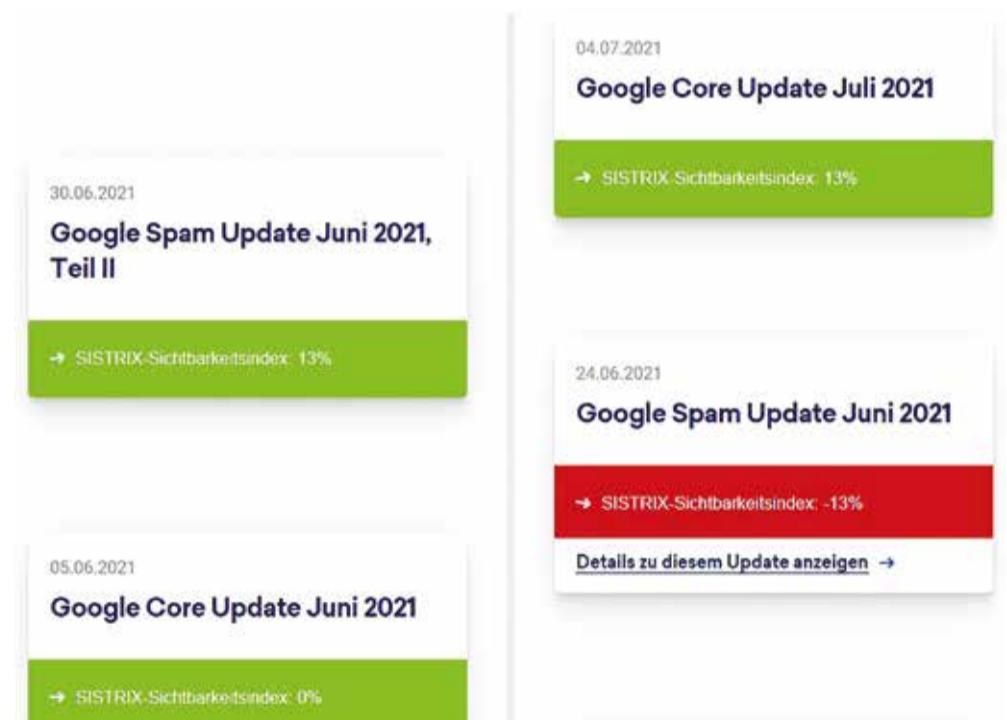 04.07.2021
Google Core Update Juli 2021
→ SISTRIX-Sichtbarkeitsindex: 13%
30.06.2021
Google Spam Update Juni 2021,
Teil II
→ SISTRIX-Sichtbarkeitsindex: 13%
24.06.2021
Google Spam Update Juni 2021
→ SISTRIX-Sichtbarkeitsindex: -13%
Details zu diesem Update anzeigen →
05.06.2021
Google Core Update Juni 2021
→ SISTRIX-Sichtbarkeitsindex: 0%